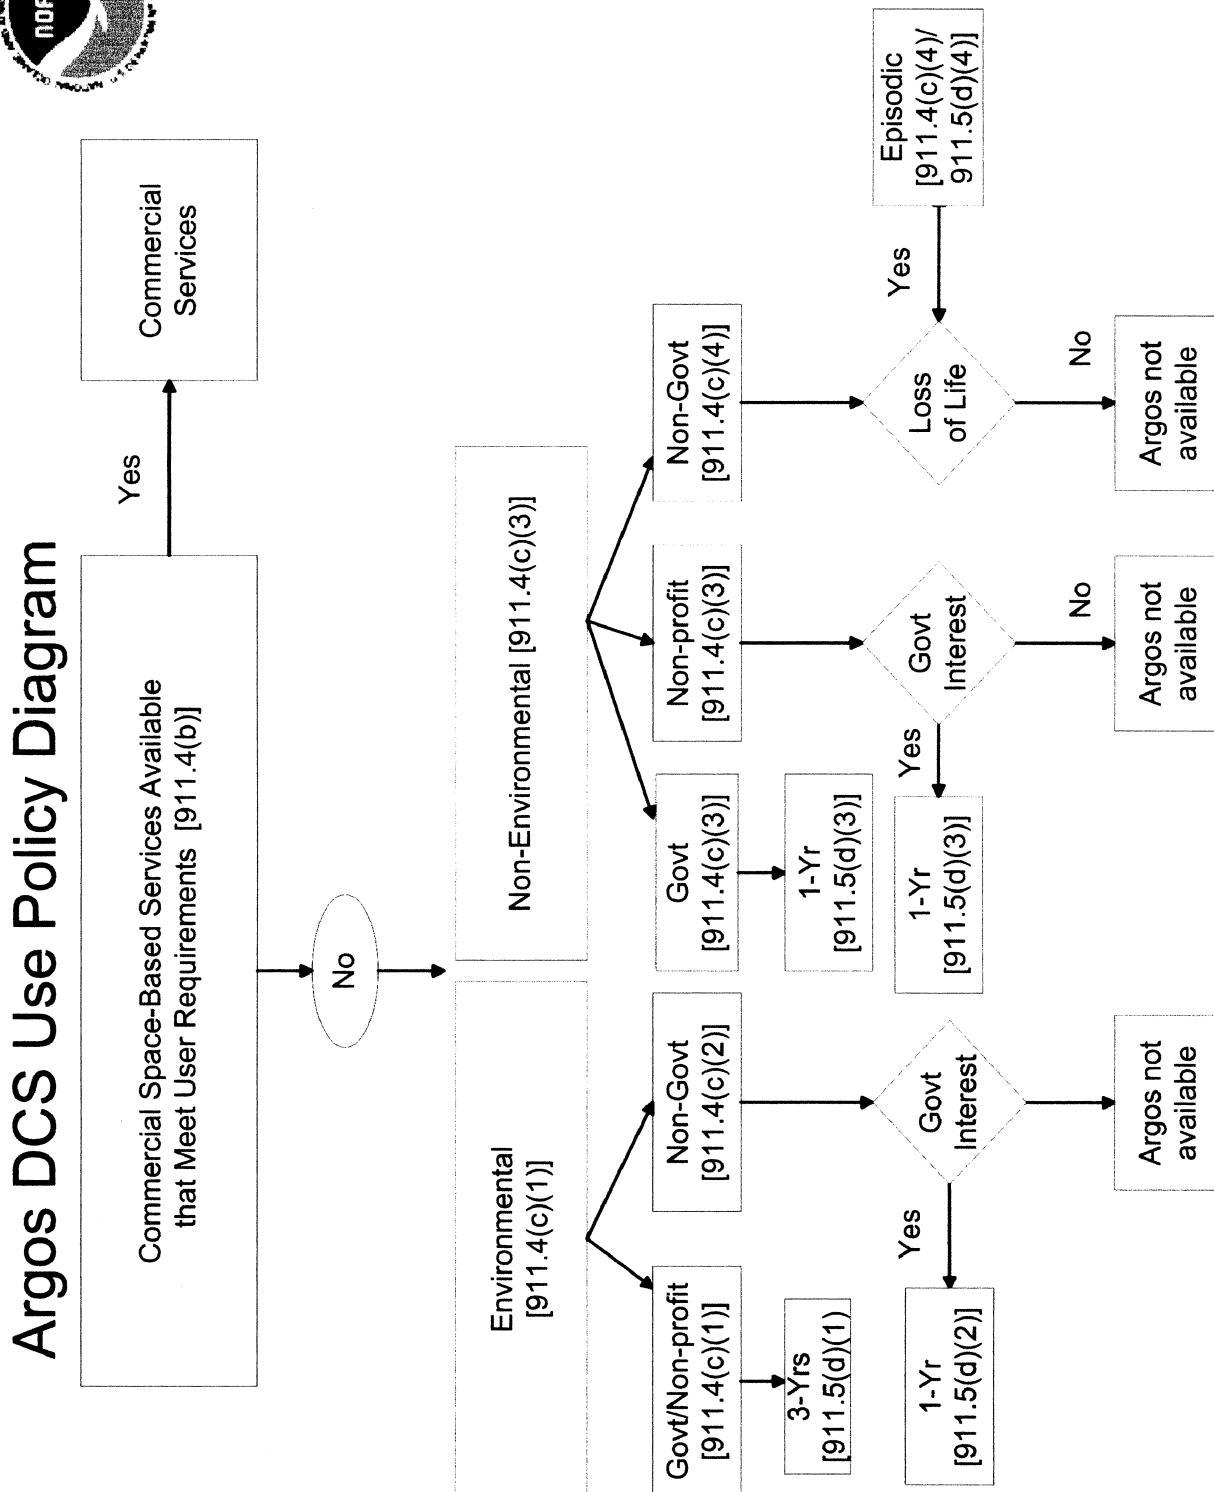 Argos DCS Use Policy Diagram
Commercial Space-Based Services Available
that Meet User Requirements [911.4(b)]
Yes
Commercial
Services
No
Environmental
[911.4(c)(1)]
Non-Environmental [911.4(c)(3)]
Govt/Non-profit
[911.4(c)(1)]
Non-Govt
[911.4(c)(2)]
Govt
[911.4(c)(3)]
Non-profit
[911.4(c)(3)]
Non-Govt
[911.4(c)(4)]
3-Yrs
[911.5(d)(1)
1-Yr
[911.5(d)(3)]
1-Yr
[911.5(d)(2)]
Yes
Govt
Interest
1-Yr
[911.5(d)(3)]
Yes
Govt
Interest
No
Loss
of Life
Yes
No
Episodic
[911.4(c)(4)/
911.5(d)(4)]
Argos not
available
Argos not
available
Argos not
available